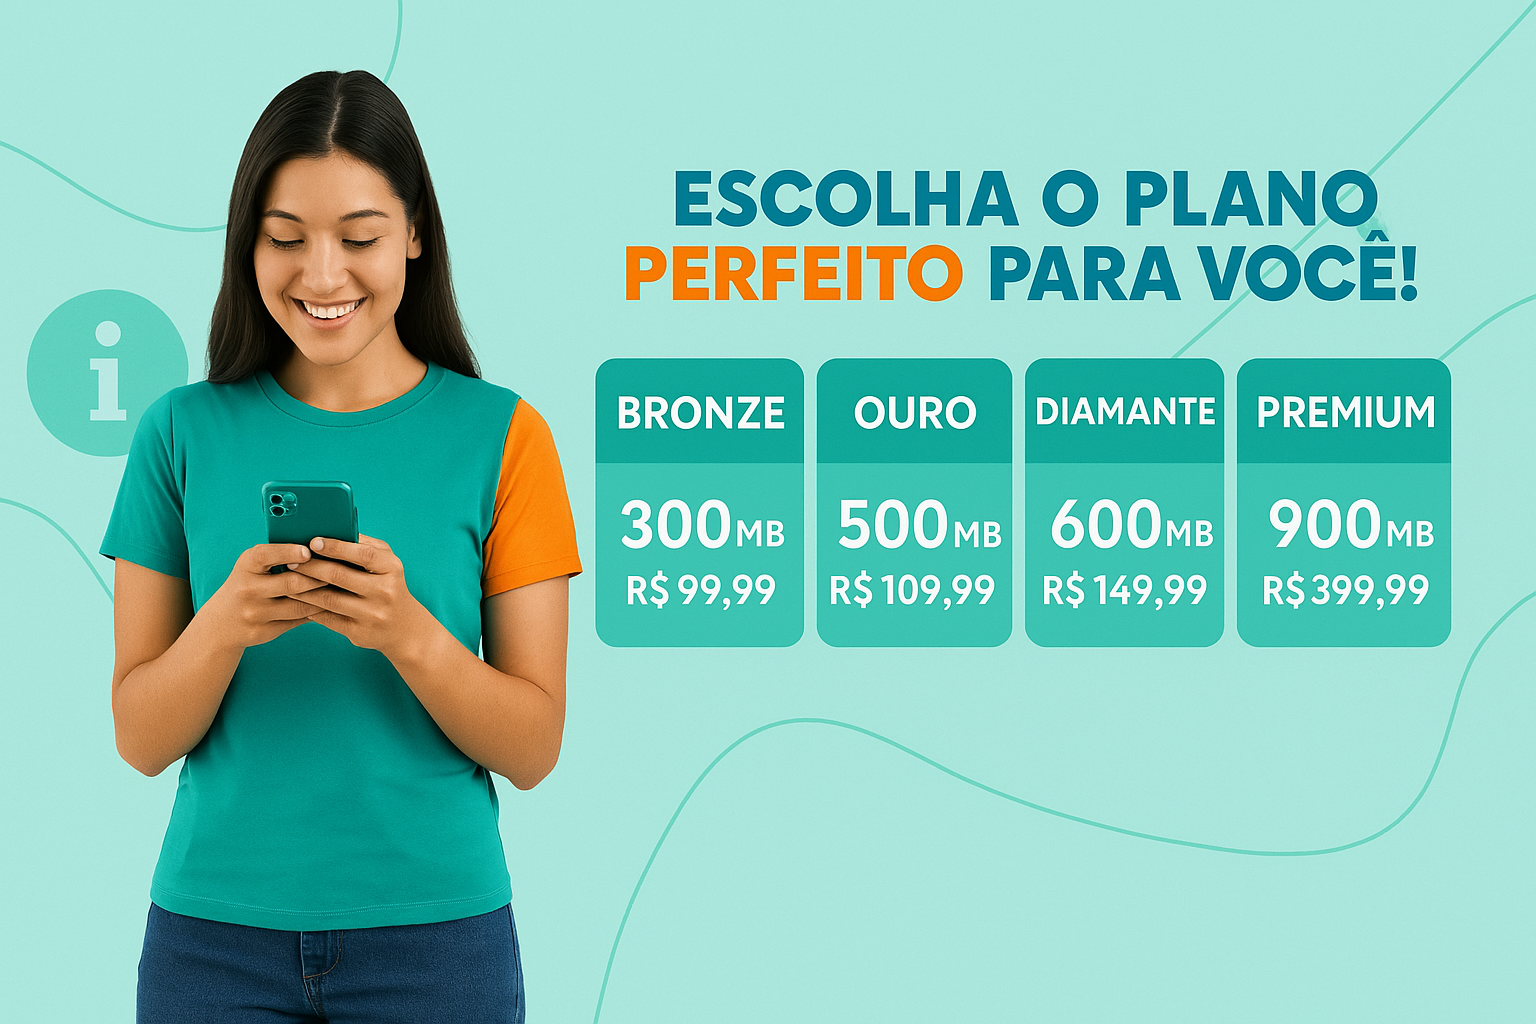 ESCOLHA O PLANO
PERFEITO PARA VOCÊ!
i
BRONZE
300MB
R$ 99,99
OURO
500MB
R$ 109,99
DIAMANTE
600MB
R$ 149,99
PREMIUM
900MB
R$ 399,99